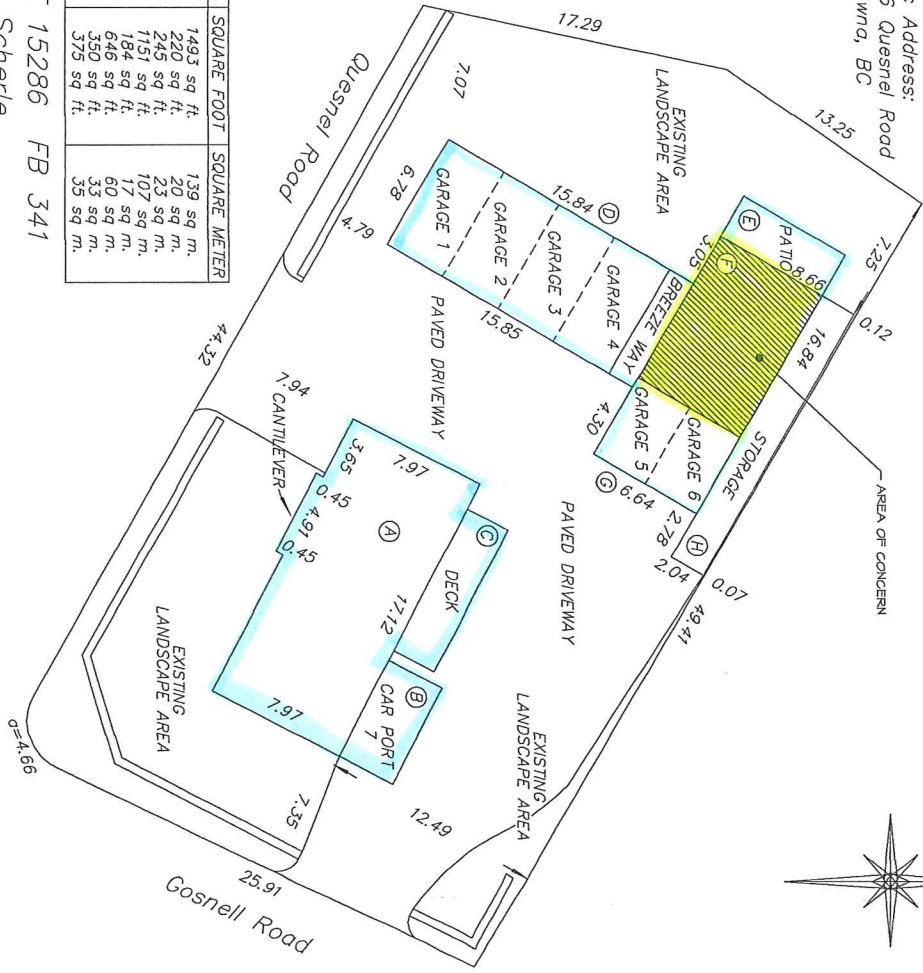 c Address:
6 Quesnel Road
wna, BC
SQUARE FOOT SQUARE METER
1493 sq ft. 139 sq m.
220 sq ft. 20 sq m.
245 sq ft. 23 sq m.
1151 sq ft. 107 sq m.
184 sq ft. 17 sq m.
646 sq ft. 60 sq m.
350 sq ft. 33 sq m.
375 sq ft. 35 sq m.
15286 FB 341
Scherle
Quesnel Road
Gosnell Road
17.29
13.25
7.25
0.12
16.84
7.07
EXISTING
LANDSCAPE AREA
E
PATIO
8.66
3.05
F
D
15.84
6.78
4.79
GARAGE 1
GARAGE 2
GARAGE 3
GARAGE 4
BREEZE WAY
15.85
GARAGE 5
GARAGE 6
4.30
G
6.64
STORAGE
AREA OF CONCERN
2.78
H
2.04
0.07
49.41
PAVED DRIVEWAY
PAVED DRIVEWAY
44.32
7.94
CANTILEVER
3.65
0.45
4.91
0.45
7.97
A
C
DECK
17.12
B
CAR PORT
7
7.97
7.35
12.49
EXISTING
LANDSCAPE AREA
EXISTING
LANDSCAPE AREA
a=4.66
25.91